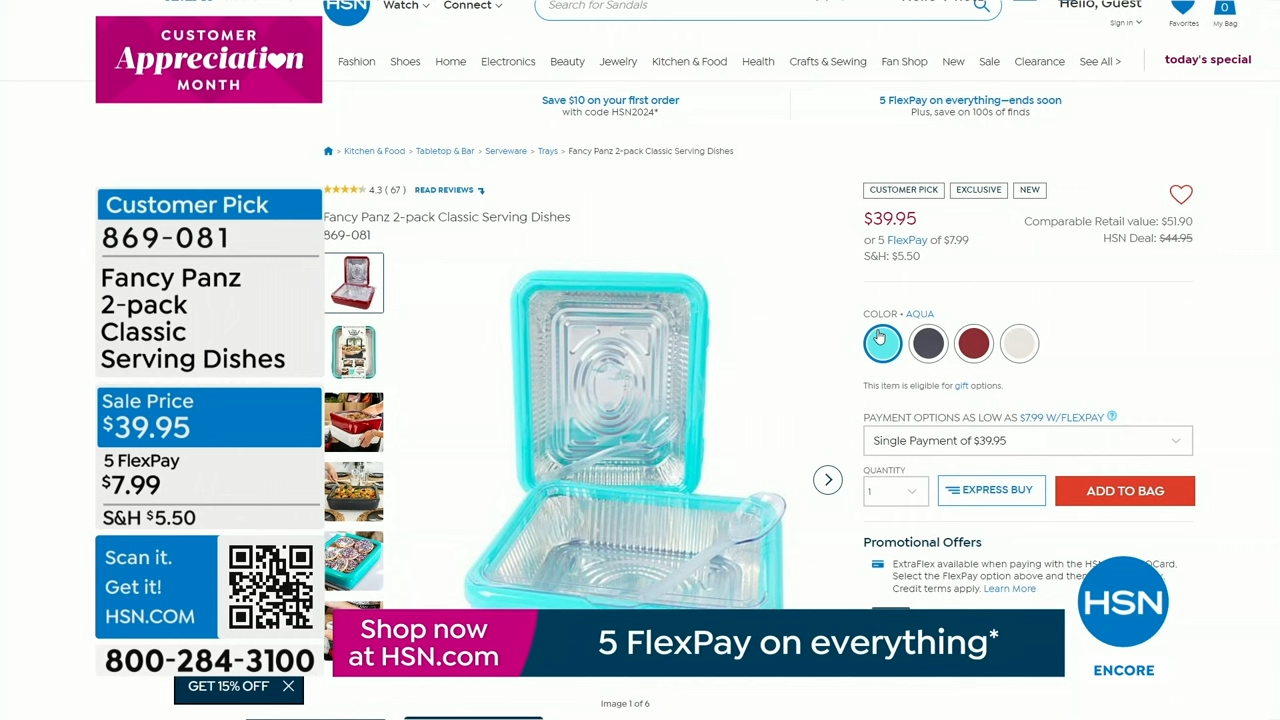 HSN
Watch
Connect
Search for Sandals
Hello, Guest
Sign In
Favorites
0
My Bag
CUSTOMER
Appreciation
MONTH
Fashion
Shoes
Home
Electronics
Beauty
Jewelry
Kitchen & Food
Health
Crafts & Sewing
Fan Shop
New
Sale
Clearance
See All >
today's special
Save $10 on your first order
with code HSN2024*
5 FlexPay on everything—ends soon
Plus, save on 100s of finds
> Kitchen & Food > Tabletop & Bar > Serveware > Trays > Fancy Panz 2-pack Classic Serving Dishes
4.3 ( 67 ) READ REVIEWS
Fancy Panz 2-pack Classic Serving Dishes
869-081
Customer Pick
869-081
Fancy Panz
2-pack
Classic
Serving Dishes
Sale Price
$39.95
5 FlexPay
$7.99
S&H $5.50
Scan it.
Get it!
HSN.COM
800-284-3100
GET 15% OFF
CUSTOMER PICK
EXCLUSIVE
NEW
$39.95
Comparable Retail value: $51.90
or 5 FlexPay of $7.99
HSN Deal: $44.95
S&H: $5.50
COLOR • AQUA
This item is eligible for gift options.
PAYMENT OPTIONS AS LOW AS $7.99 W/FLEXPAY
Single Payment of $39.95
QUANTITY
1
EXPRESS BUY
ADD TO BAG
Promotional Offers
ExtraFlex available when paying with the
Card.
Select the FlexPay option above and
Credit terms apply. Learn More
Shop now
at HSN.com
5 FlexPay on everything*
HSN
ENCORE
Image 1 of 6